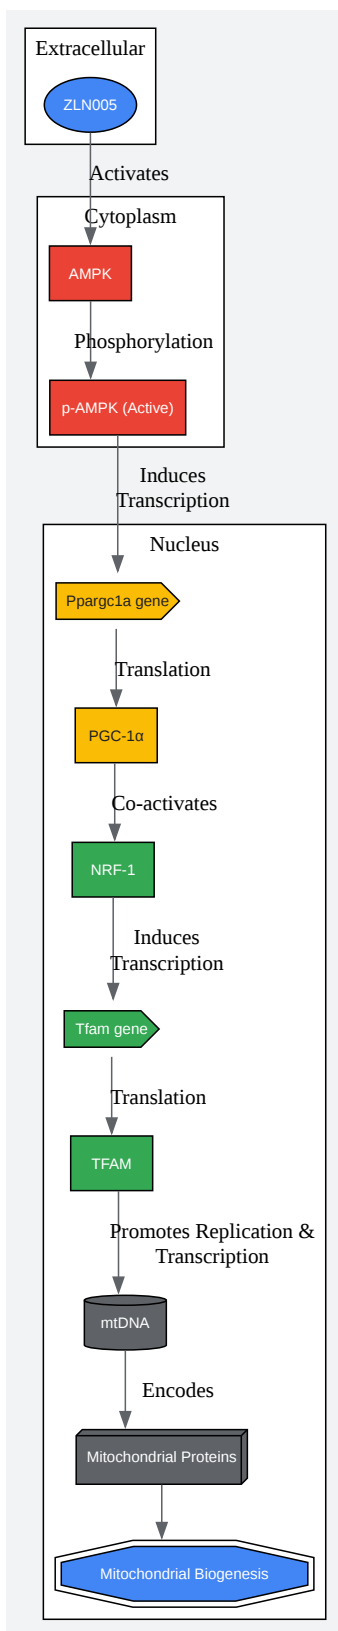 Extracellular
ZLN005
Activates
Cytoplasm
AMPK
Phosphorylation
p-AMPK (Active)
Induces
Transcription
Nucleus
Ppargc1a gene
Translation
PGC-1α
Co-activates
NRF-1
Induces
Transcription
Tfam gene
Translation
TFAM
Promotes Replication &
Transcription
mtDNA
Encodes
Mitochondrial Proteins
Mitochondrial Biogenesis